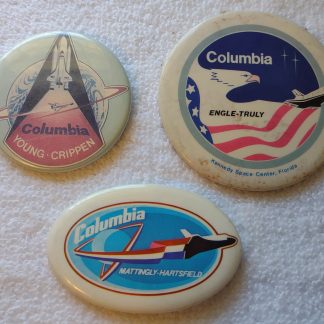 Columbia
YOUNG · CRIPPEN
Columbia
ENGLE-TRULY
Kennedy Space Center, Florida
Columbia
MATTINGLY-HARTSFIELD